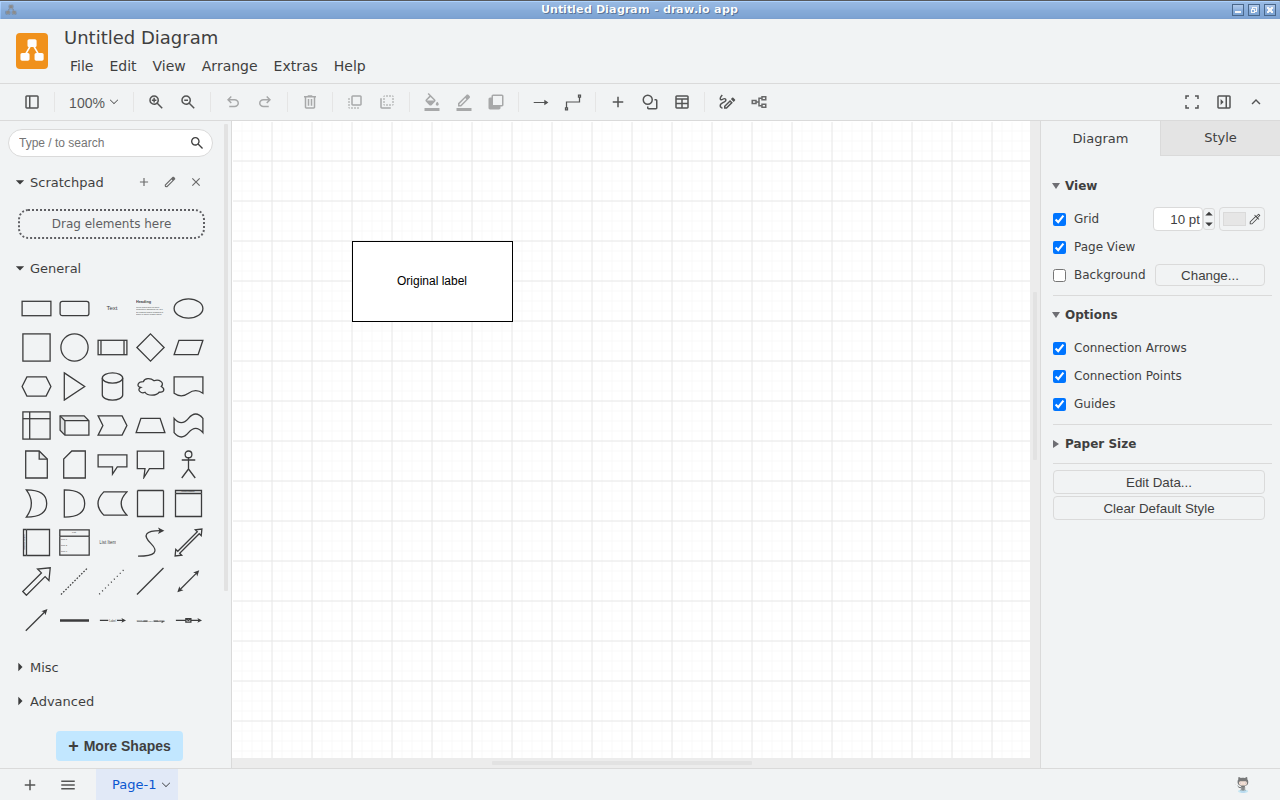 Untitled Diagram - draw.io app
Untitled Diagram
File Edit View Arrange Extras Help
100%
Type / to search
Scratchpad
Drag elements here
General
Text
Heading
List Item
Misc
Advanced
+ More Shapes
Original label
Diagram
Style
View
Grid
10 pt
Page View
Background
Change...
Options
Connection Arrows
Connection Points
Guides
Paper Size
Edit Data...
Clear Default Style
Page-1